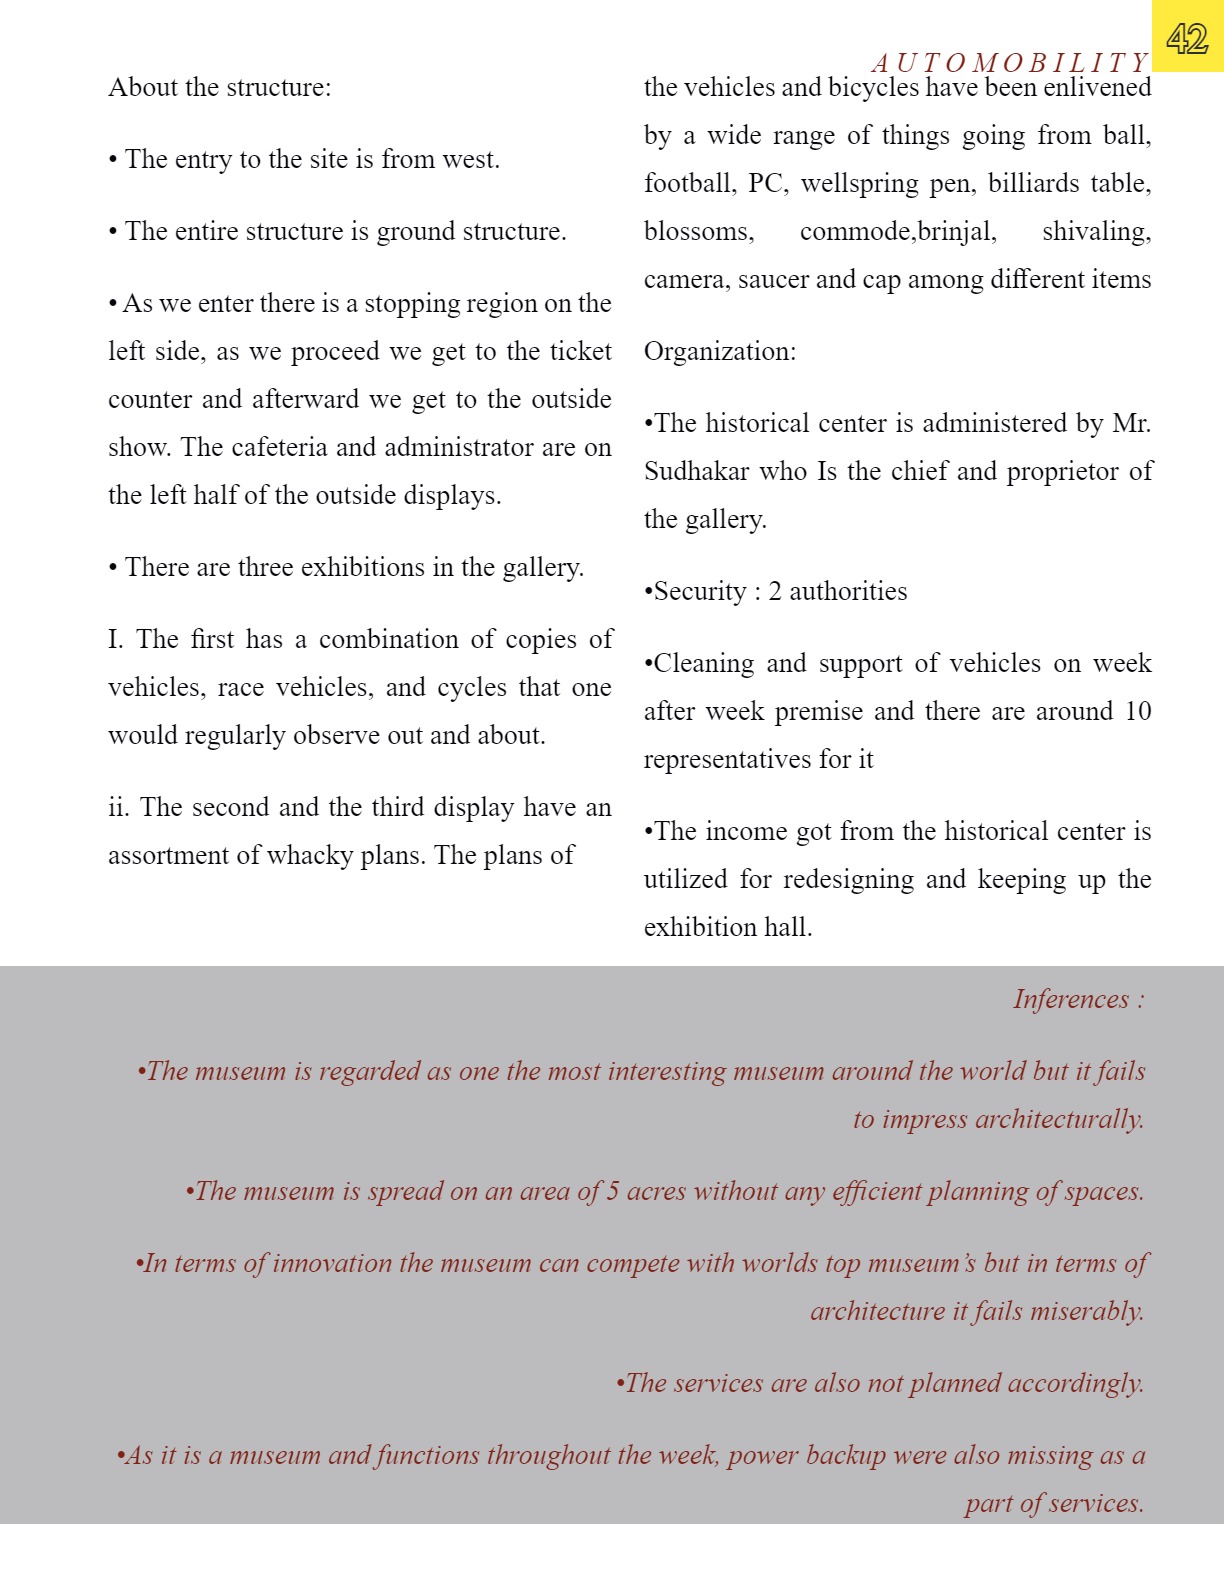 42
AUTOMOBILITY
About the structure:
• The entry to the site is from west.
• The entire structure is ground structure.
• As we enter there is a stopping region on the
left side, as we proceed we get to the ticket
counter and afterward we get to the outside
show. The cafeteria and administrator are on
the left half of the outside displays.
• There are three exhibitions in the gallery.
I. The first has a combination of copies of
vehicles, race vehicles, and cycles that one
would regularly observe out and about.
ii. The second and the third display have an
assortment of whacky plans. The plans of
the vehicles and bicycles have been enlivened
by a wide range of things going from ball,
football, PC, wellspring pen, billiards table,
blossoms, commode,brinjal, shivaling,
camera, saucer and cap among different items
Organization:
•The historical center is administered by Mr.
Sudhakar who Is the chief and proprietor of
the gallery.
•Security : 2 authorities
•Cleaning and support of vehicles on week
after week premise and there are around 10
representatives for it
•The income got from the historical center is
utilized for redesigning and keeping up the
exhibition hall.
Inferences :
•The museum is regarded as one the most interesting museum around the world but it fails
to impress architecturally.
•The museum is spread on an area of 5 acres without any efficient planning of spaces.
•In terms of innovation the museum can compete with worlds top museum’s but in terms of
architecture it fails miserably.
•The services are also not planned accordingly.
•As it is a museum and functions throughout the week, power backup were also missing as a
part of services.